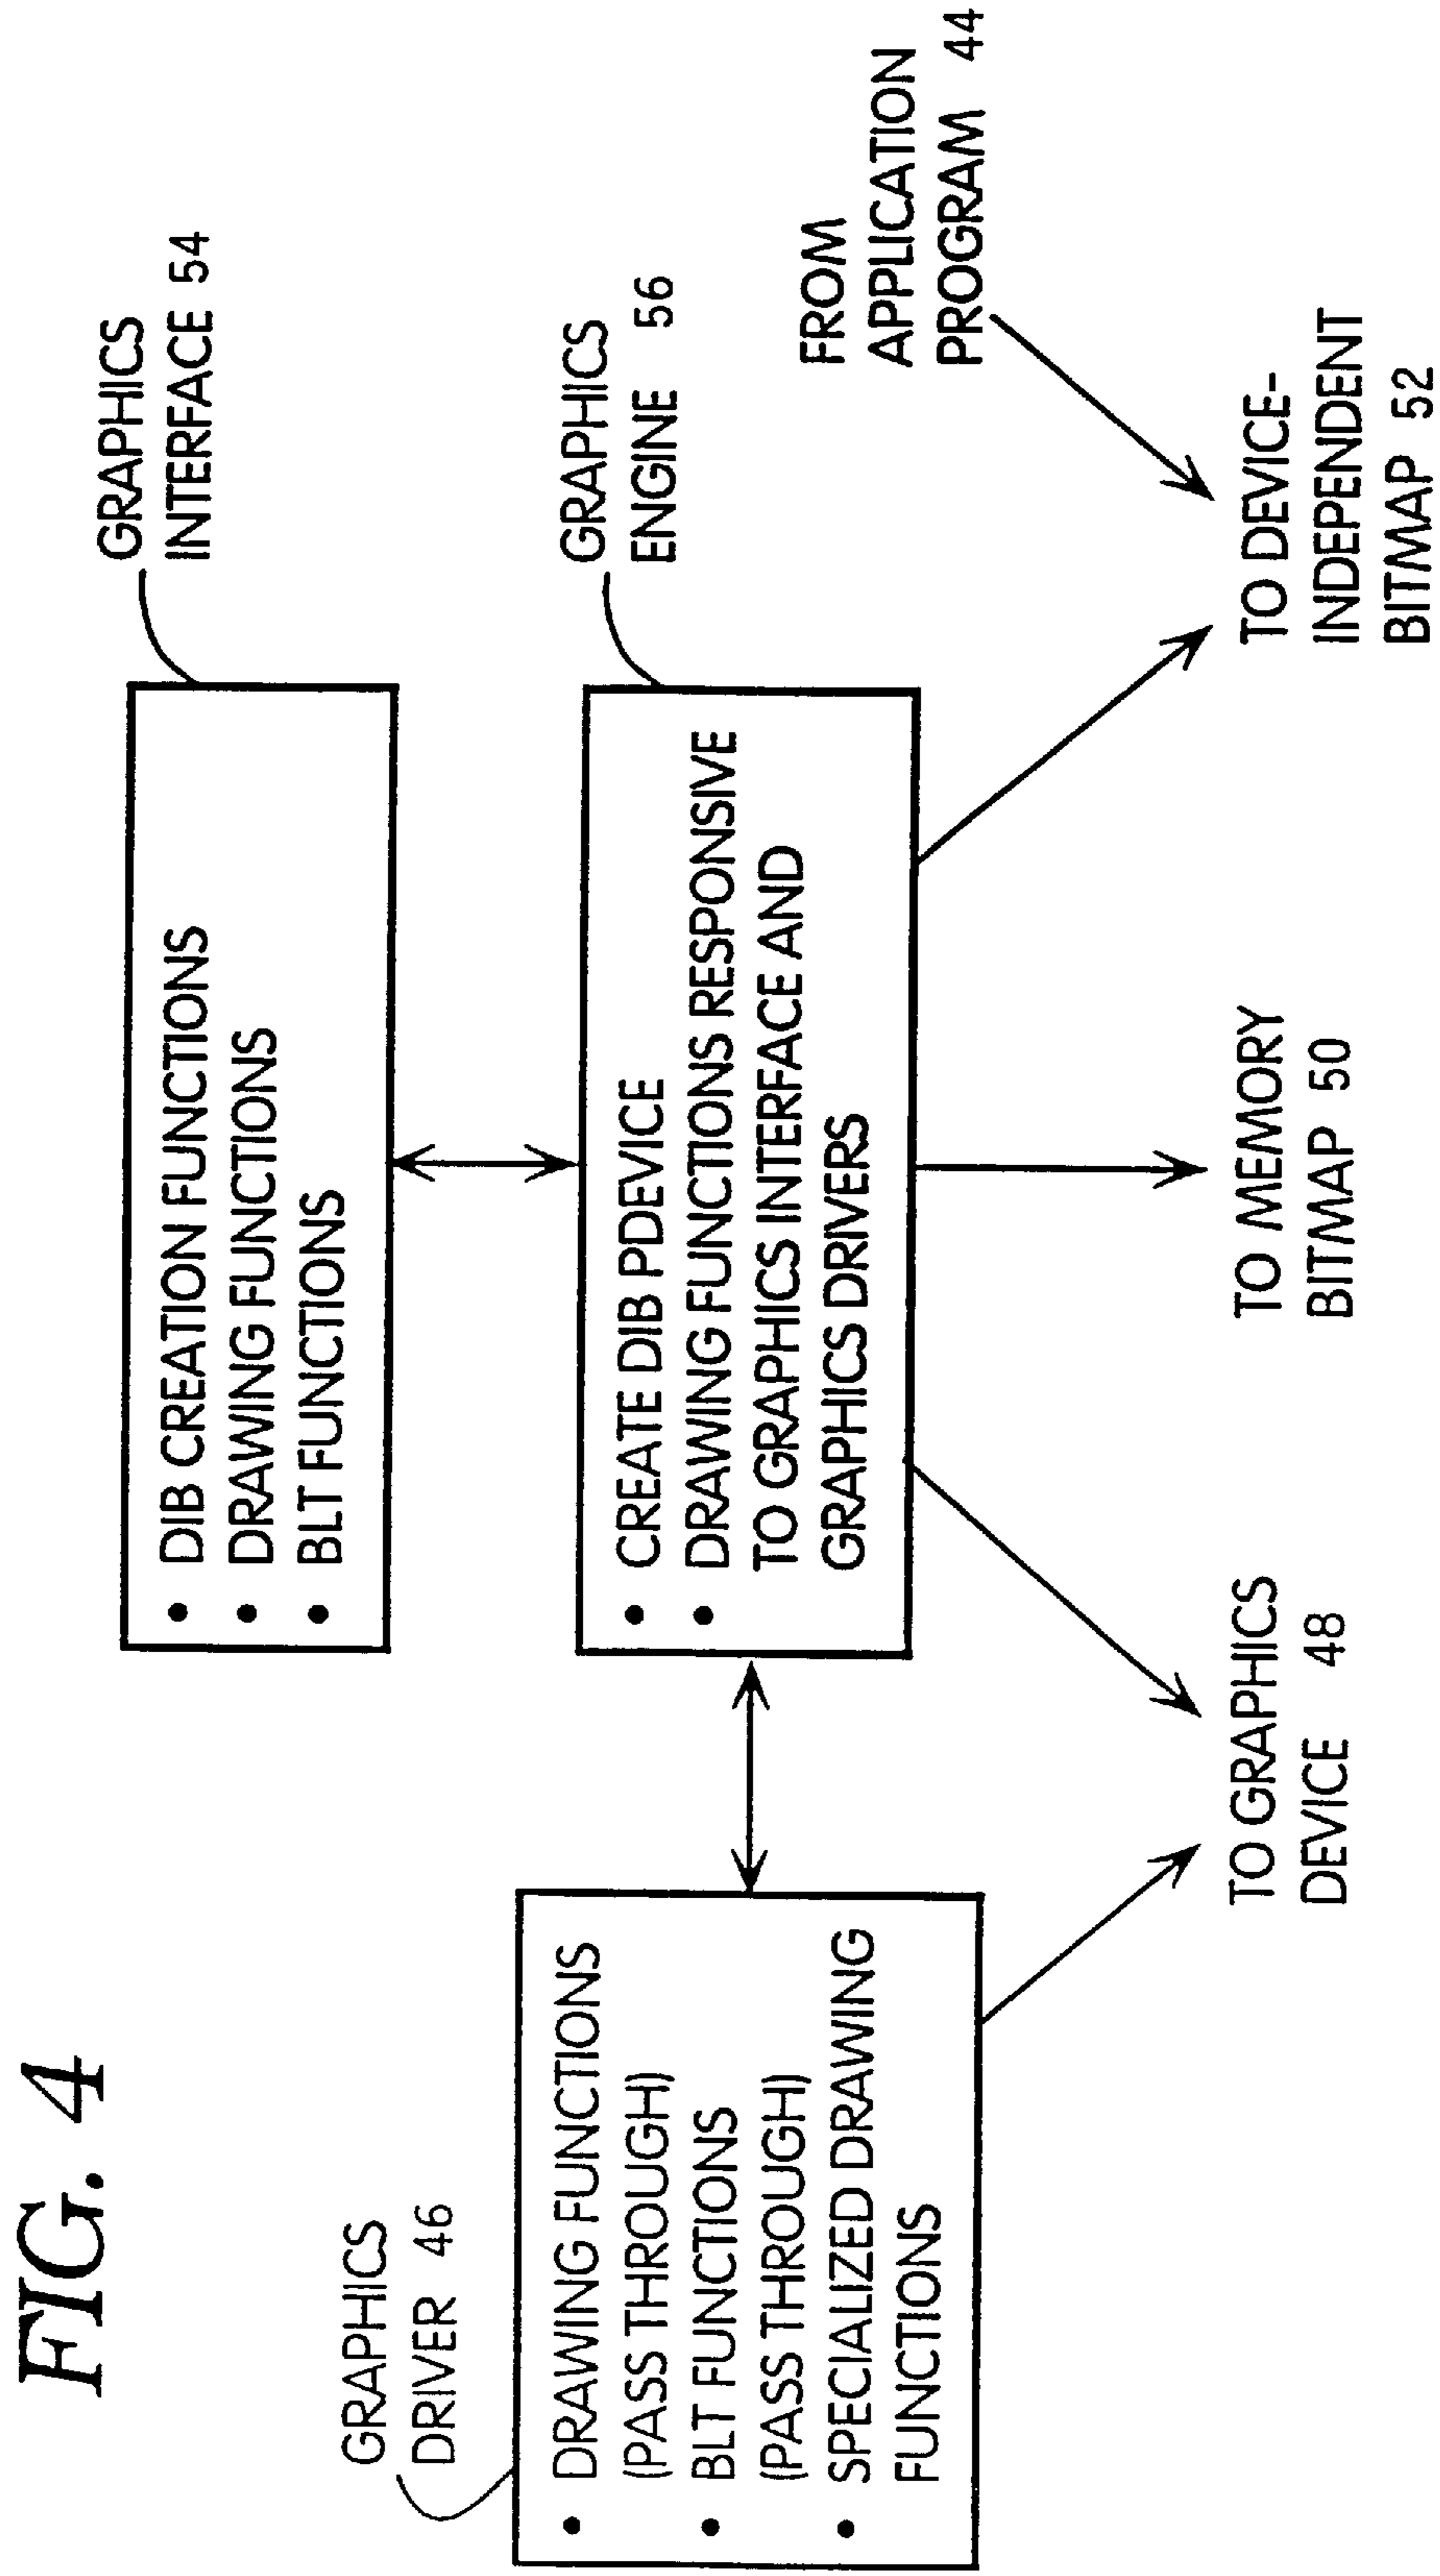 FIG. 4
GRAPHICS
INTERFACE 54
• DIB CREATION FUNCTIONS
• DRAWING FUNCTIONS
• BLT FUNCTIONS
GRAPHICS
DRIVER 46
• DRAWING FUNCTIONS
(PASS THROUGH)
• BLT FUNCTIONS
(PASS THROUGH)
• SPECIALIZED DRAWING
FUNCTIONS
GRAPHICS
ENGINE 56
• CREATE DIB PDEVICE
• DRAWING FUNCTIONS RESPONSIVE
TO GRAPHICS INTERFACE AND
GRAPHICS DRIVERS
FROM
APPLICATION
PROGRAM 44
TO GRAPHICS
DEVICE 48
TO MEMORY
BITMAP 50
TO DEVICE-
INDEPENDENT
BITMAP 52